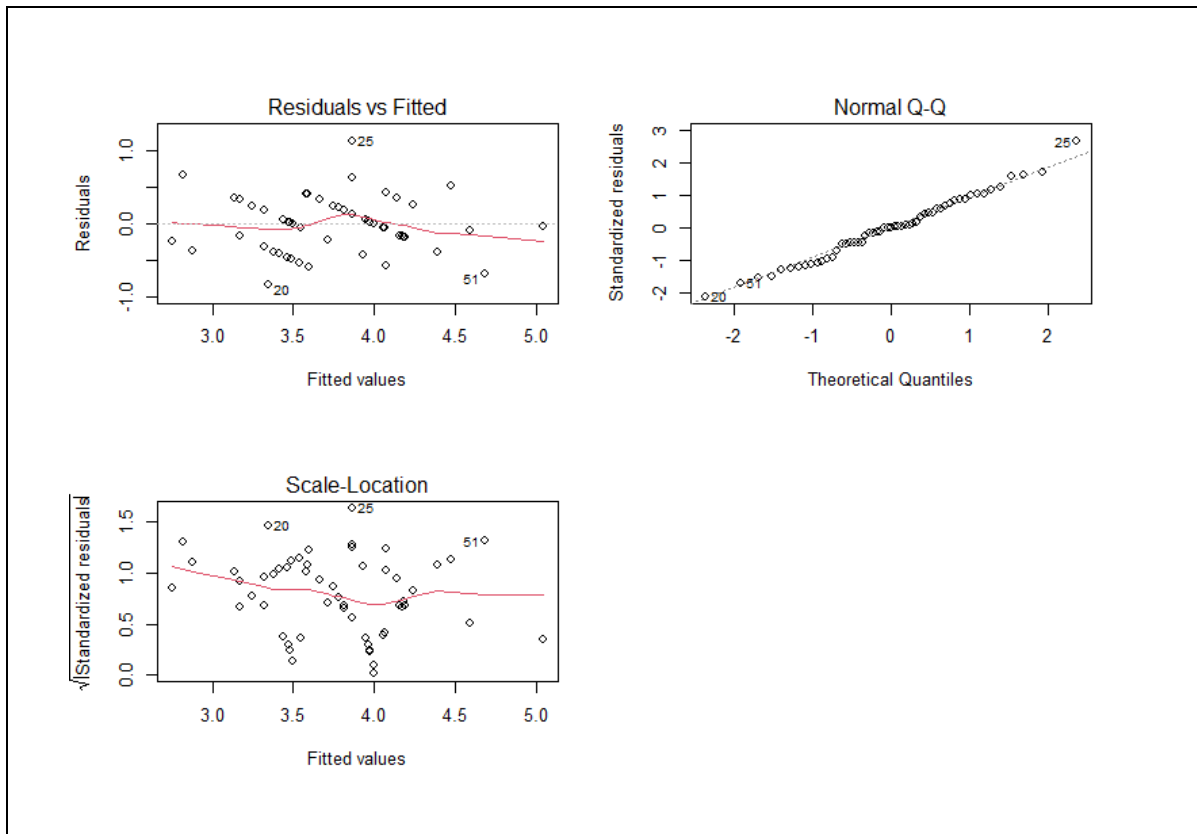 Residuals vs Fitted
Residuals
1.0
0.0
-1.0
25
20
51
3.0 3.5 4.0 4.5 5.0
Fitted values
Normal Q-Q
Standardized residuals
3
2
1
0
-1
-2
25
51
20
-2 -1 0 1 2
Theoretical Quantiles
Scale-Location
√|Standardized residuals|
1.5
1.0
0.5
0.0
25
20
51
3.0 3.5 4.0 4.5 5.0
Fitted values